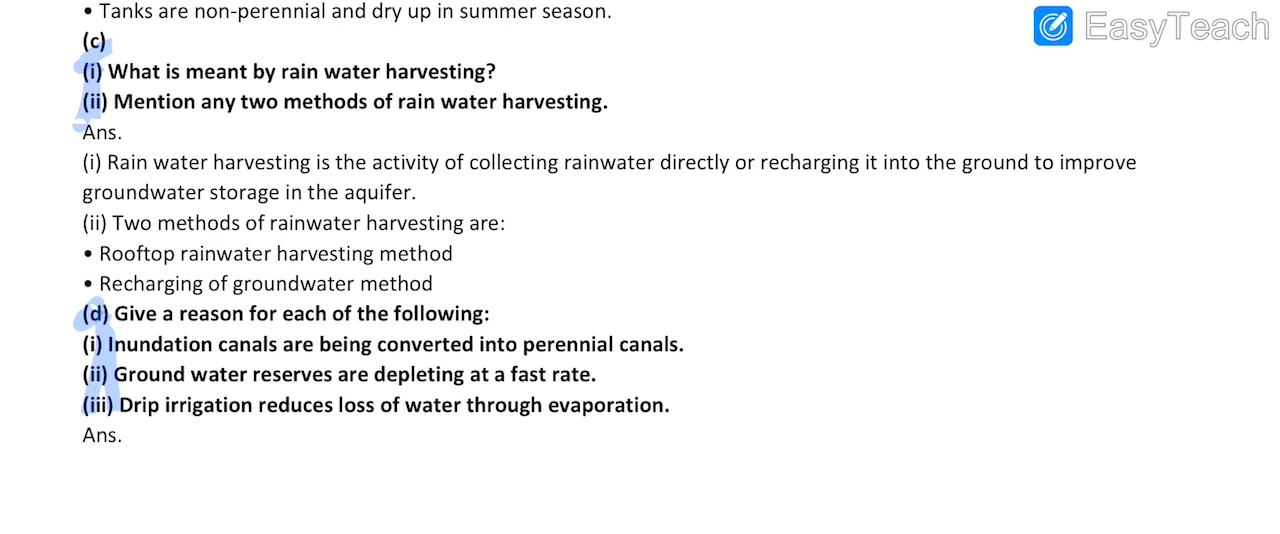 • Tanks are non-perennial and dry up in summer season.
EasyTeach
(c)
(i) What is meant by rain water harvesting?
(ii) Mention any two methods of rain water harvesting.
Ans.
(i) Rain water harvesting is the activity of collecting rainwater directly or recharging it into the ground to improve
groundwater storage in the aquifer.
(ii) Two methods of rainwater harvesting are:
• Rooftop rainwater harvesting method
• Recharging of groundwater method
(d) Give a reason for each of the following:
(i) Inundation canals are being converted into perennial canals.
(ii) Ground water reserves are depleting at a fast rate.
(iii) Drip irrigation reduces loss of water through evaporation.
Ans.